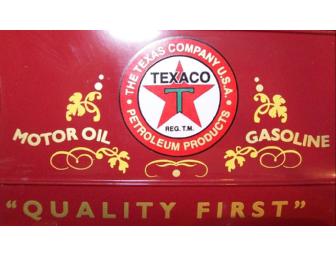 · THE TEXAS COMPANY U.S.A. ·
TEXACO
T
REG. T.M.
PETROLEUM PRODUCTS
MOTOR OIL
GASOLINE
"QUALITY FIRST"